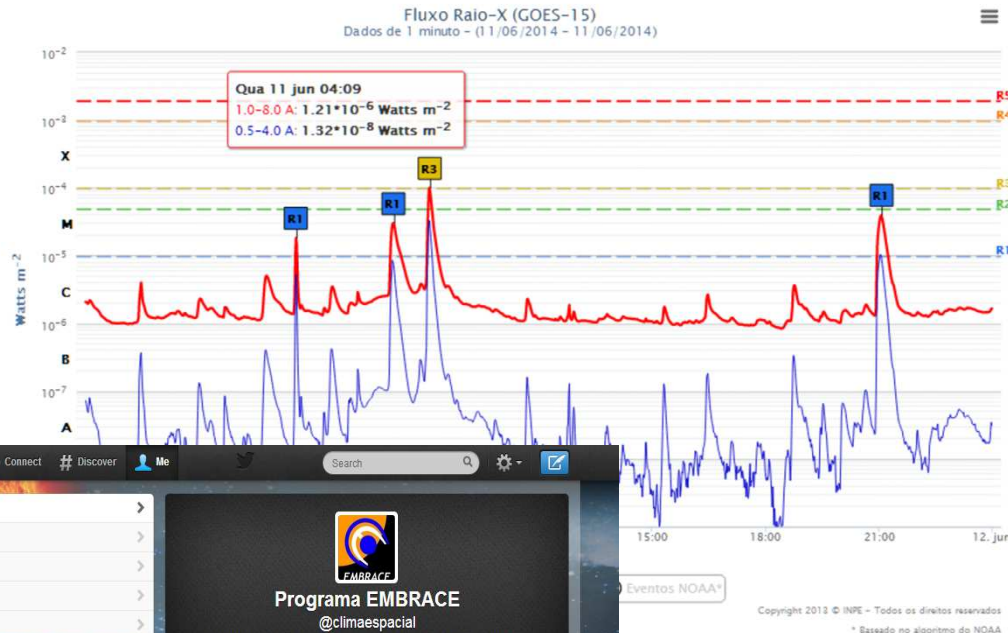 Fluxo Raio-X (GOES-15)
Dados de 1 minuto - (11/06/2014 - 11/06/2014)
10⁻²
Qua 11 jun 04:09
1.0-8.0 A: 1.21*10⁻⁶ Watts m⁻²
0.5-4.0 A: 1.32*10⁻⁸ Watts m⁻²
R5
10⁻³
R4
X
R3
10⁻⁴
R3
R1
R1
R1
R2
M
10⁻⁵
R1
Watts m⁻²
C
10⁻⁶
B
10⁻⁷
A
Connect
# Discover
Me
Search
15:00
18:00
21:00
12. jun
EMBRACE
Programa EMBRACE
@climaespacial
Eventos NOAA*
Copyright 2013 © INPE - Todos os direitos reservados
* Baseado no algoritmo do NOAA